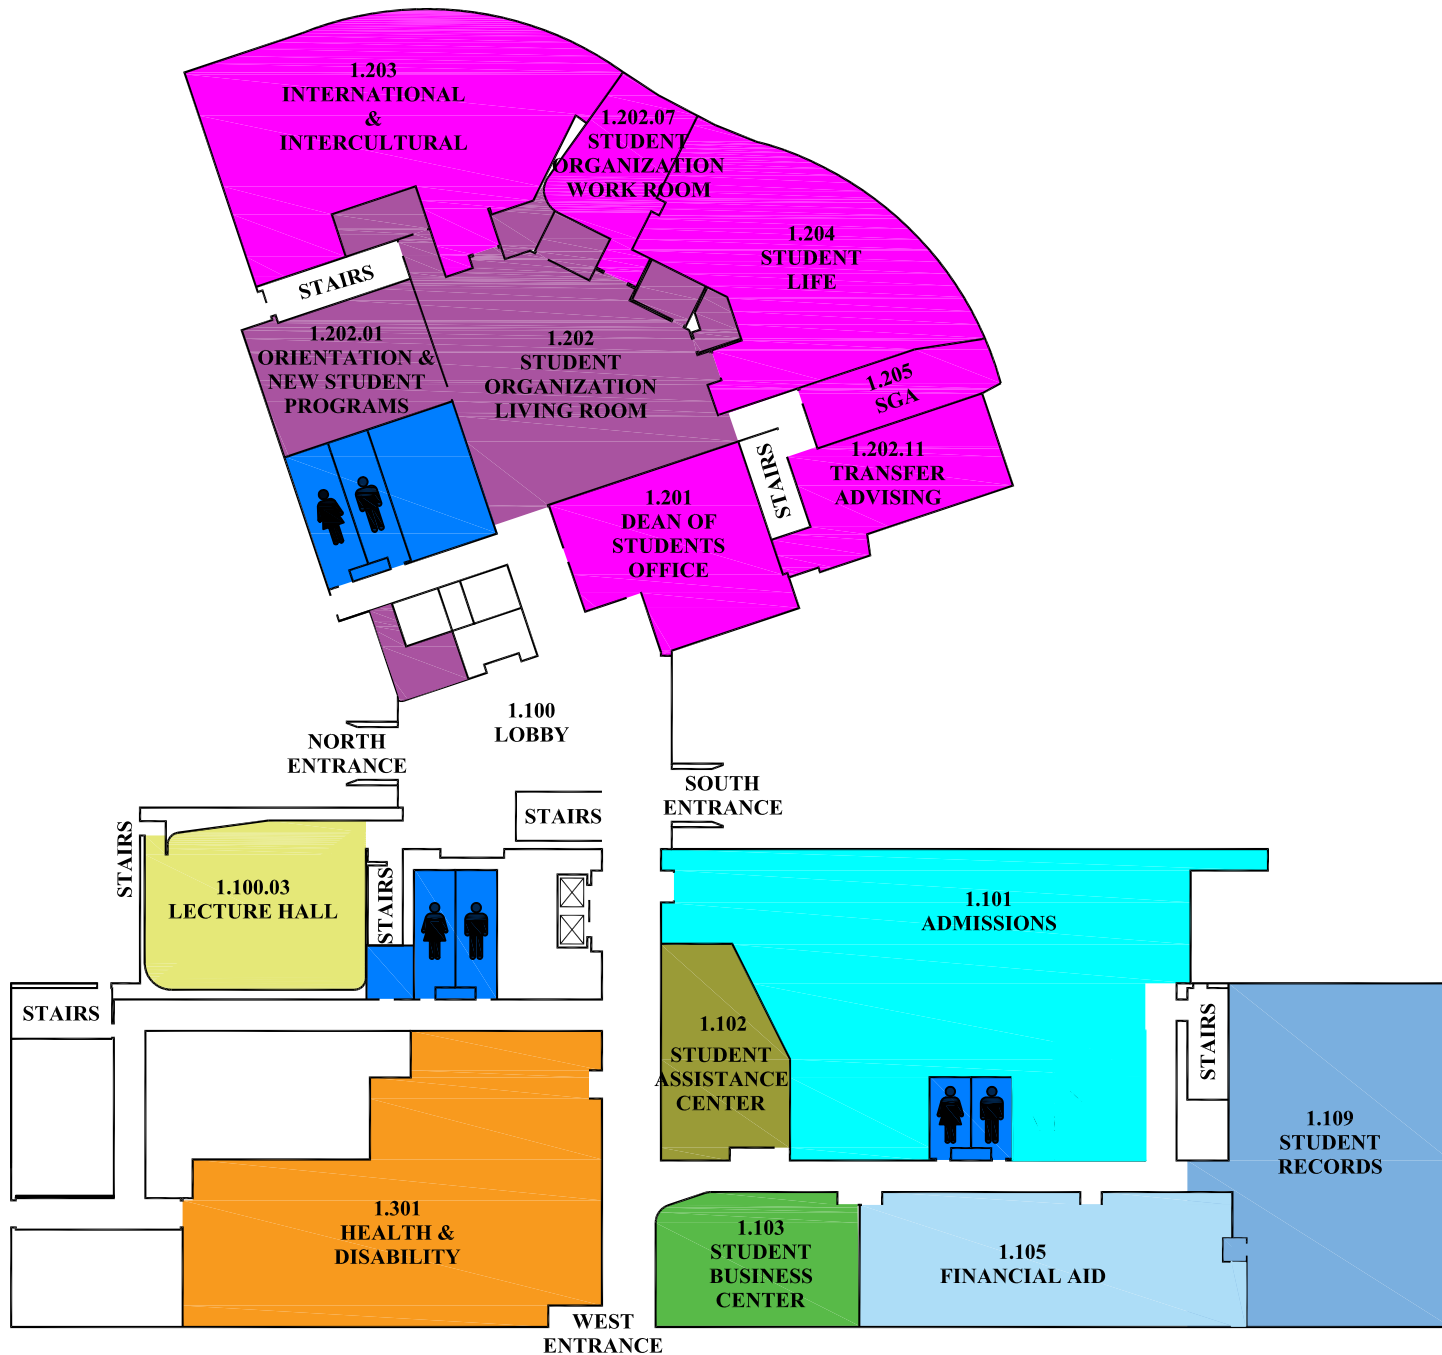 1.203
INTERNATIONAL
&
INTERCULTURAL
1.202.07
STUDENT
ORGANIZATION
WORK ROOM
1.204
STUDENT
LIFE
STAIRS
1.202.01
ORIENTATION &
NEW STUDENT
PROGRAMS
1.202
STUDENT
ORGANIZATION
LIVING ROOM
1.205
SGA
STAIRS
1.202.11
TRANSFER
ADVISING
1.201
DEAN OF
STUDENTS
OFFICE
1.100
LOBBY
NORTH
ENTRANCE
SOUTH
ENTRANCE
STAIRS
STAIRS
1.100.03
LECTURE HALL
STAIRS
1.101
ADMISSIONS
STAIRS
1.102
STUDENT
ASSISTANCE
CENTER
STAIRS
1.109
STUDENT
RECORDS
1.301
HEALTH &
DISABILITY
1.103
STUDENT
BUSINESS
CENTER
1.105
FINANCIAL AID
WEST
ENTRANCE